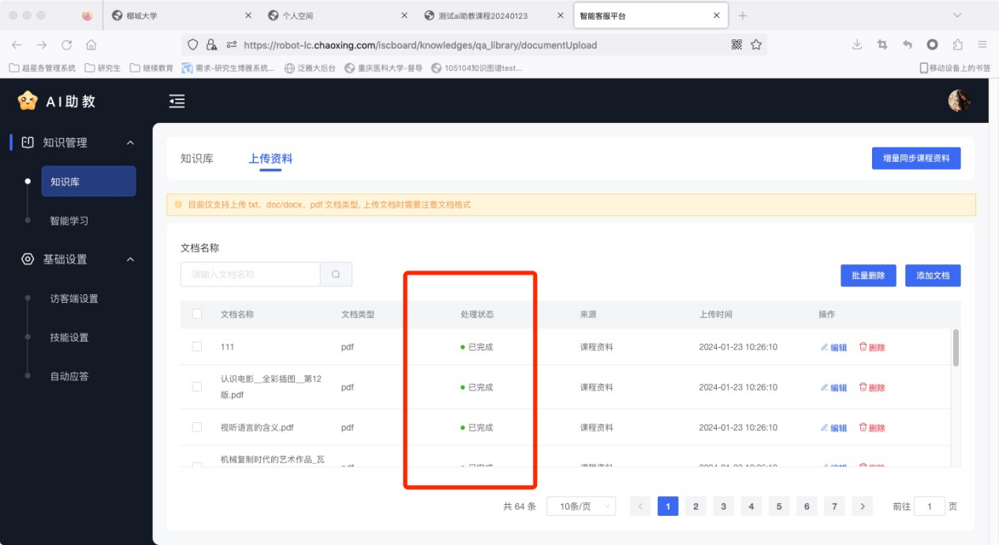 椰城大学
个人空间
测试ai助教课程20240123
智能客服平台
https://robot-lc.chaoxing.com/iscboard/knowledges/qa_library/documentUpload
超星各管理系统 研究生 继续教育 需求-研究生博雅系统... 泛雅大后台 重庆医科大学-督导 105104知识图谱test... 移动设备上的书签
AI助教
知识管理
知识库
智能学习
基础设置
访客端设置
技能设置
自动应答
知识库 上传资料 增量同步课程资料
目前仅支持上传 txt、doc/docx、pdf 文档类型, 上传文档时需要注意文档格式
文档名称
请输入文档名称
批量删除 添加文档
文档名称 文档类型 处理状态 来源 上传时间 操作
111 pdf 已完成 课程资料 2024-01-23 10:26:10 编辑 删除
认识电影__全彩插图__第12
版.pdf pdf 已完成 课程资料 2024-01-23 10:26:10 编辑 删除
视听语言的含义.pdf pdf 已完成 课程资料 2024-01-23 10:26:10 编辑 删除
机械复制时代的艺术作品_瓦
共 64 条 10条/页 1 2 3 4 5 6 7 前往 1 页